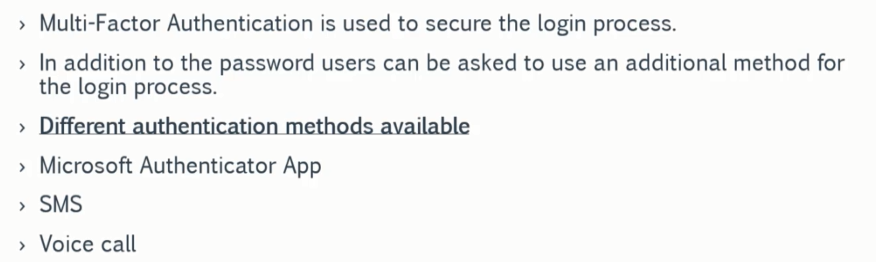 › Multi-Factor Authentication is used to secure the login process.
› In addition to the password users can be asked to use an additional method for
the login process.
› Different authentication methods available
› Microsoft Authenticator App
› SMS
› Voice call